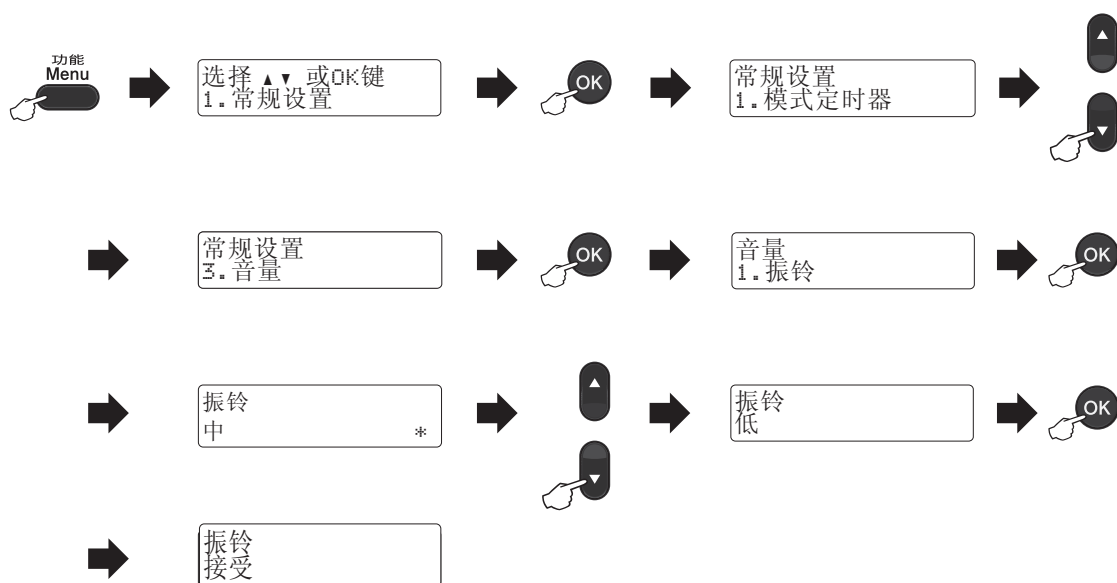 功能
Menu
选择 ▲▼ 或OK键
1.常规设置
OK
常规设置
1.模式定时器
常规设置
3.音量
OK
音量
1.振铃
OK
振铃
中 *
振铃
低
OK
振铃
接受